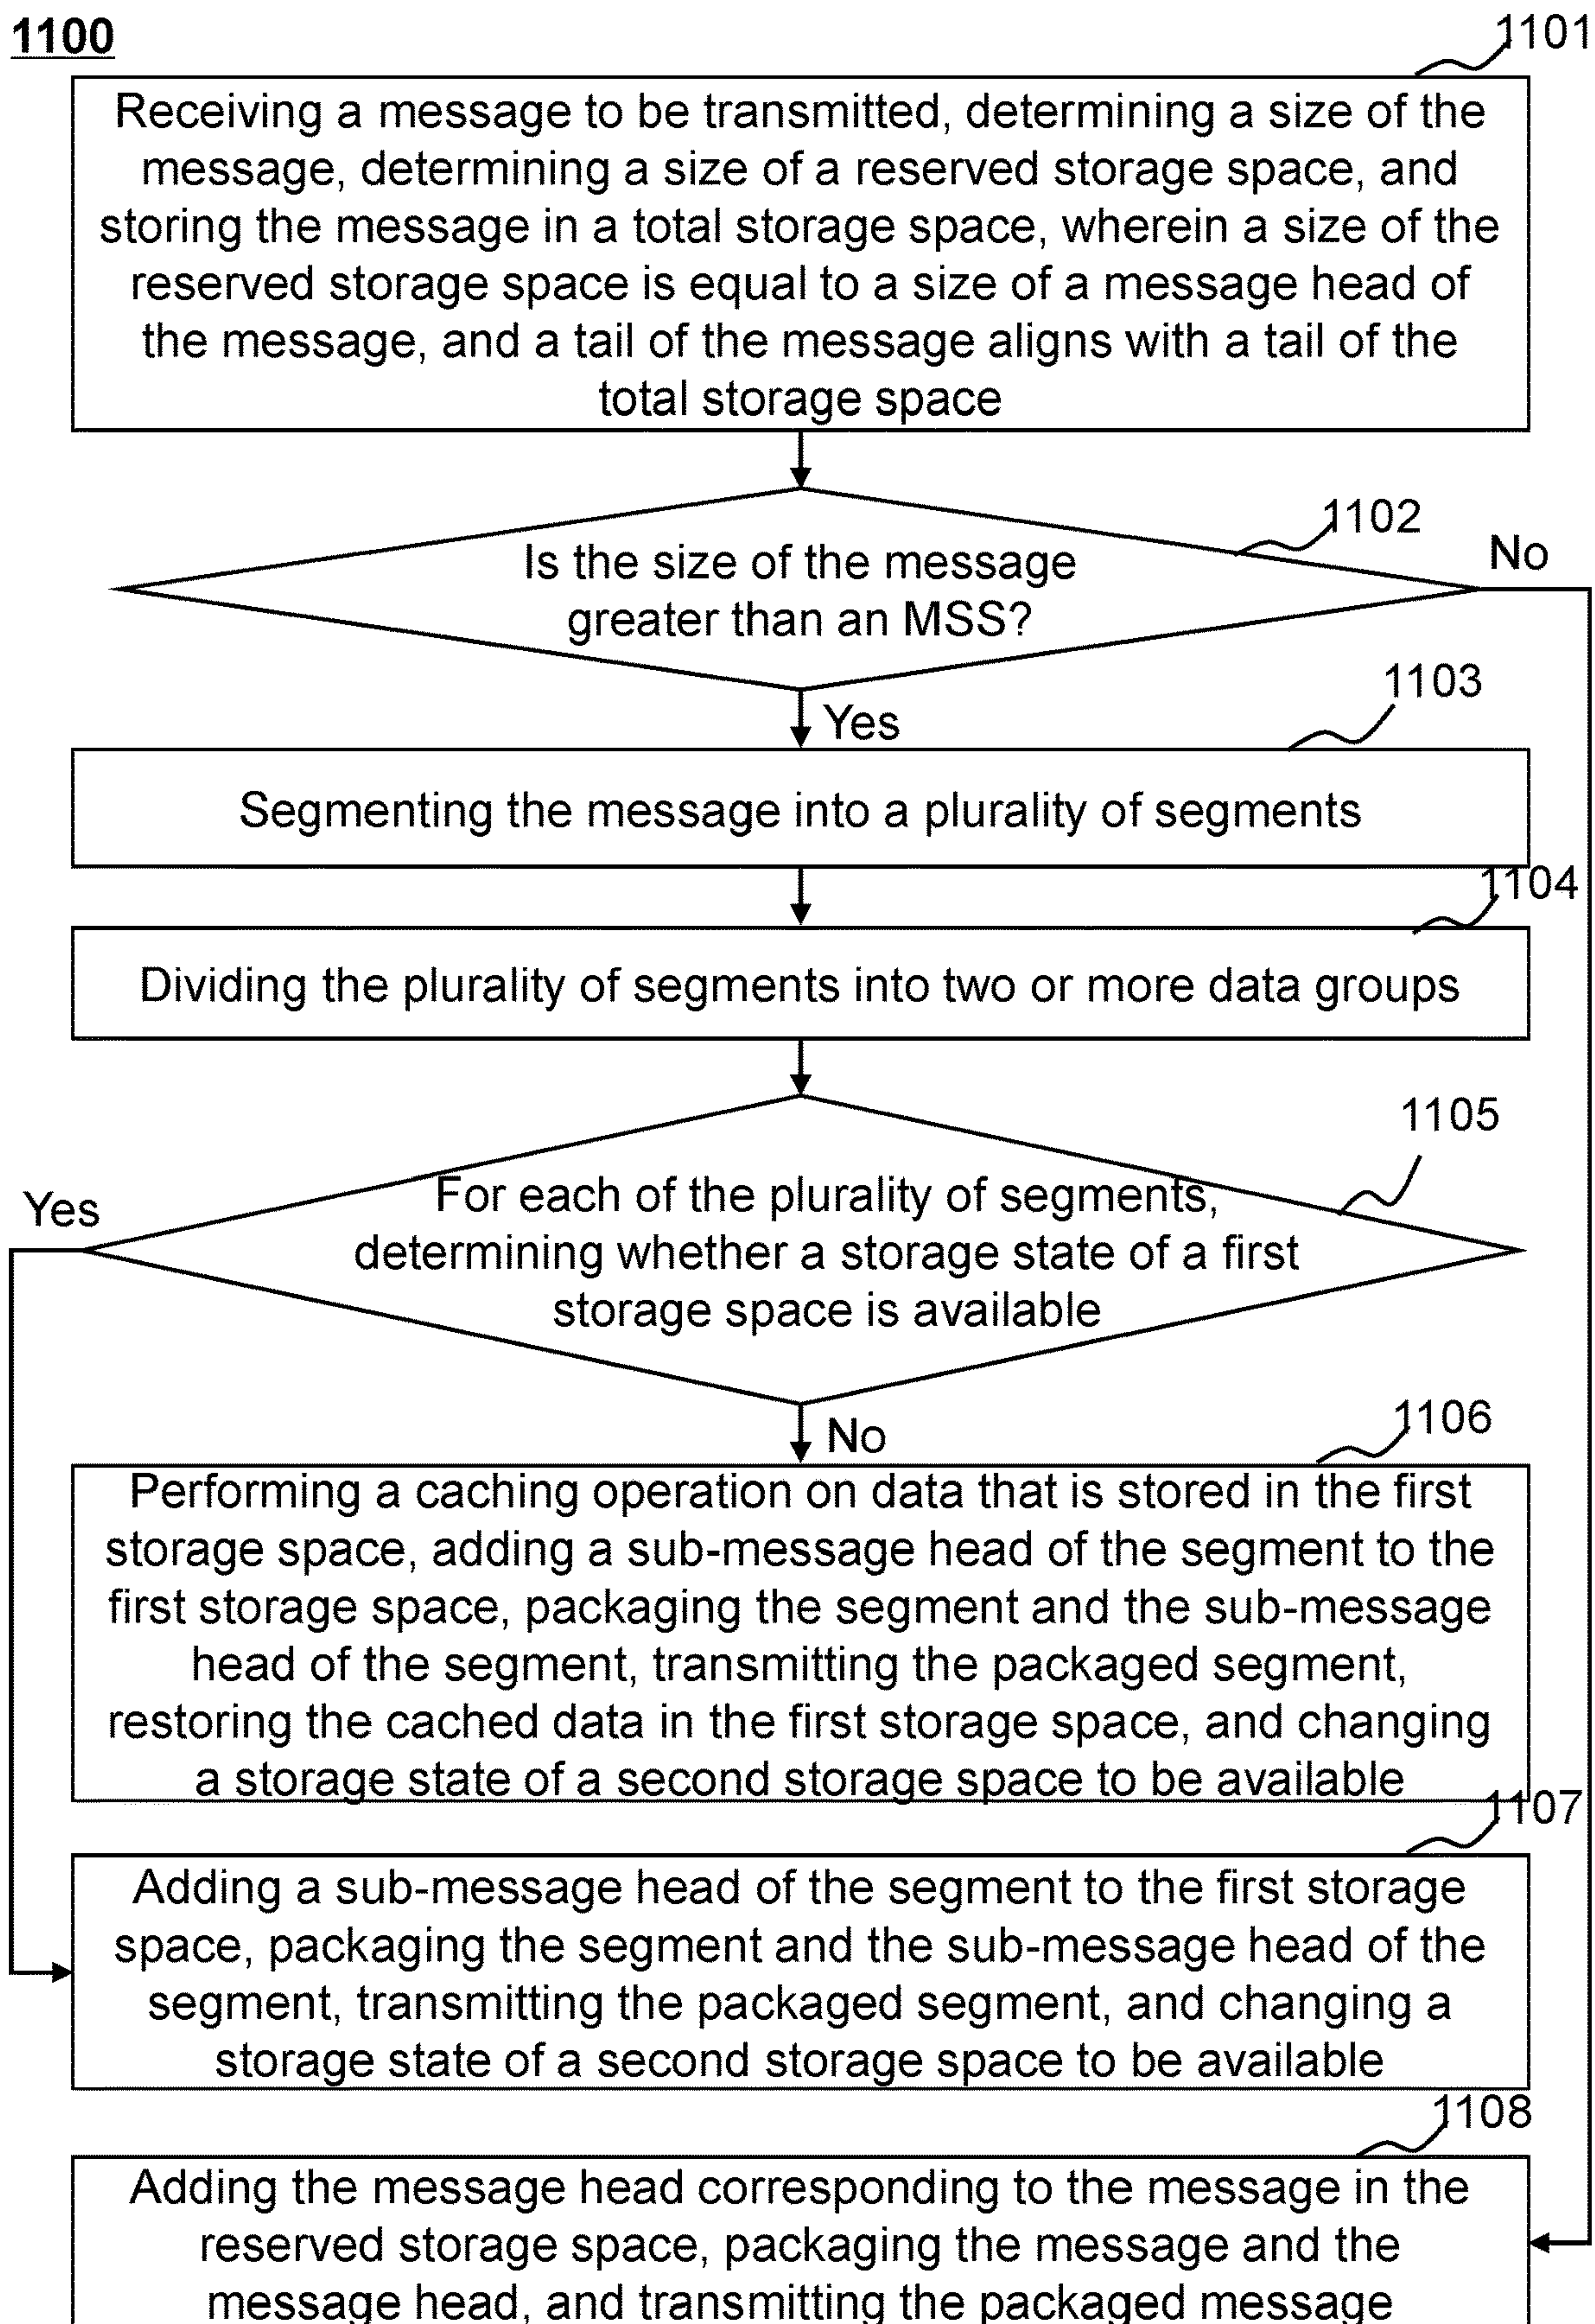 1100
1101
Receiving a message to be transmitted, determining a size of the
message, determining a size of a reserved storage space, and
storing the message in a total storage space, wherein a size of the
reserved storage space is equal to a size of a message head of
the message, and a tail of the message aligns with a tail of the
total storage space
1102
No
Is the size of the message
greater than an MSS?
Yes
1103
Segmenting the message into a plurality of segments
1104
Dividing the plurality of segments into two or more data groups
1105
Yes
For each of the plurality of segments,
determining whether a storage state of a first
storage space is available
No
1106
Performing a caching operation on data that is stored in the first
storage space, adding a sub-message head of the segment to the
first storage space, packaging the segment and the sub-message
head of the segment, transmitting the packaged segment,
restoring the cached data in the first storage space, and changing
a storage state of a second storage space to be available
1107
Adding a sub-message head of the segment to the first storage
space, packaging the segment and the sub-message head of the
segment, transmitting the packaged segment, and changing a
storage state of a second storage space to be available
1108
Adding the message head corresponding to the message in the
reserved storage space, packaging the message and the
message head, and transmitting the packaged message